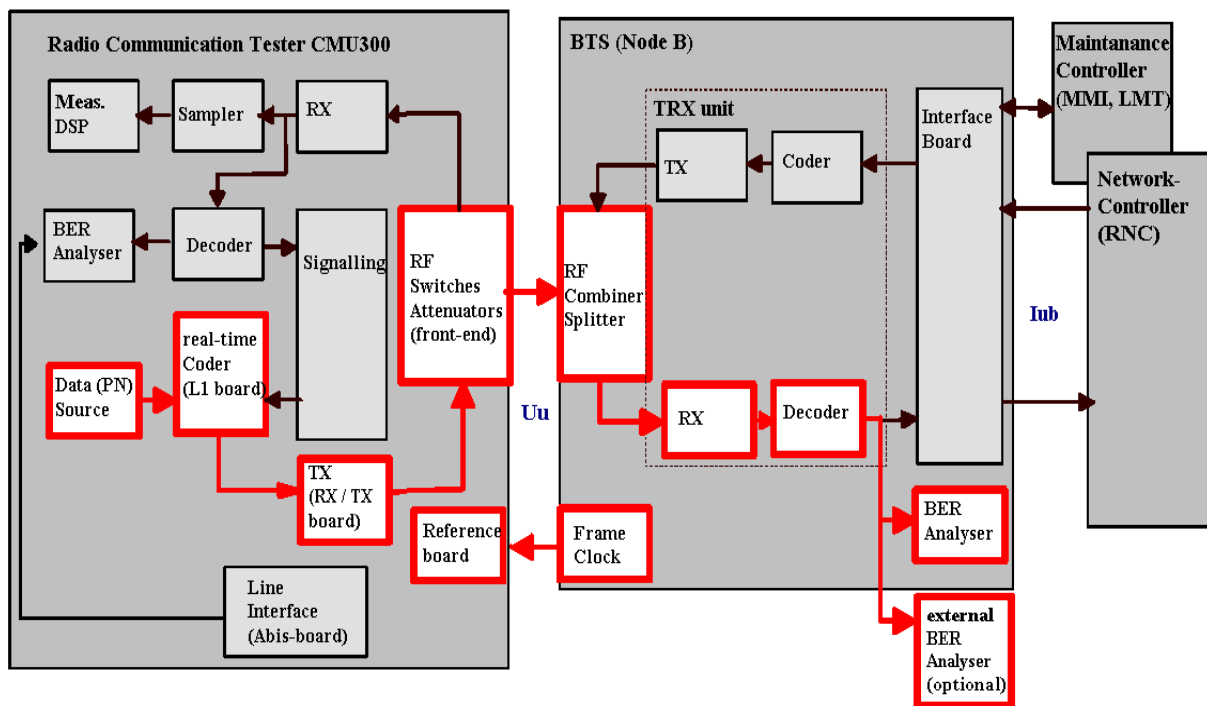 Radio Communication Tester CMU300
Meas.
DSP
Sampler
RX
BER
Analyser
Decoder
Signalling
RF
Switches
Attenuators
(front-end)
Data (PN)
Source
real-time
Coder
(L1 board)
TX
(RX / TX
board)
Reference
board
Line
Interface
(Abis-board)
Uu
BTS (Node B)
TRX unit
TX
Coder
Interface
Board
RF
Combiner
Splitter
RX
Decoder
Frame
Clock
BER
Analyser
external
BER
Analyser
(optional)
Maintanance
Controller
(MMI, LMT)
Network-
Controller
(RNC)
Iub